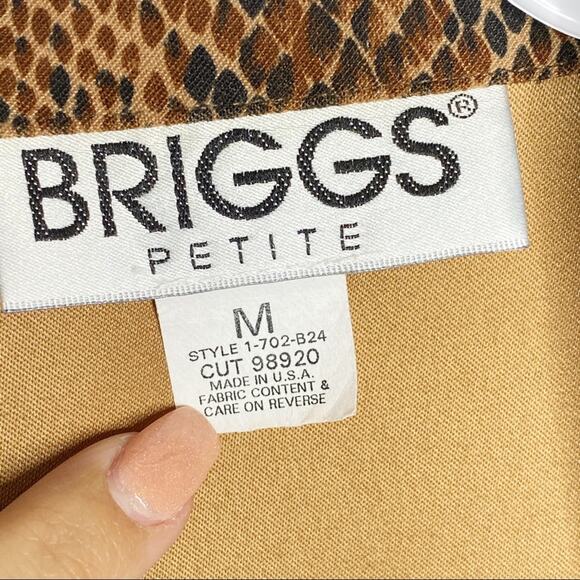 BRIGGS®
PETITE
M
STYLE 1-702-B24
CUT 98920
MADE IN U.S.A.
FABRIC CONTENT &
CARE ON REVERSE